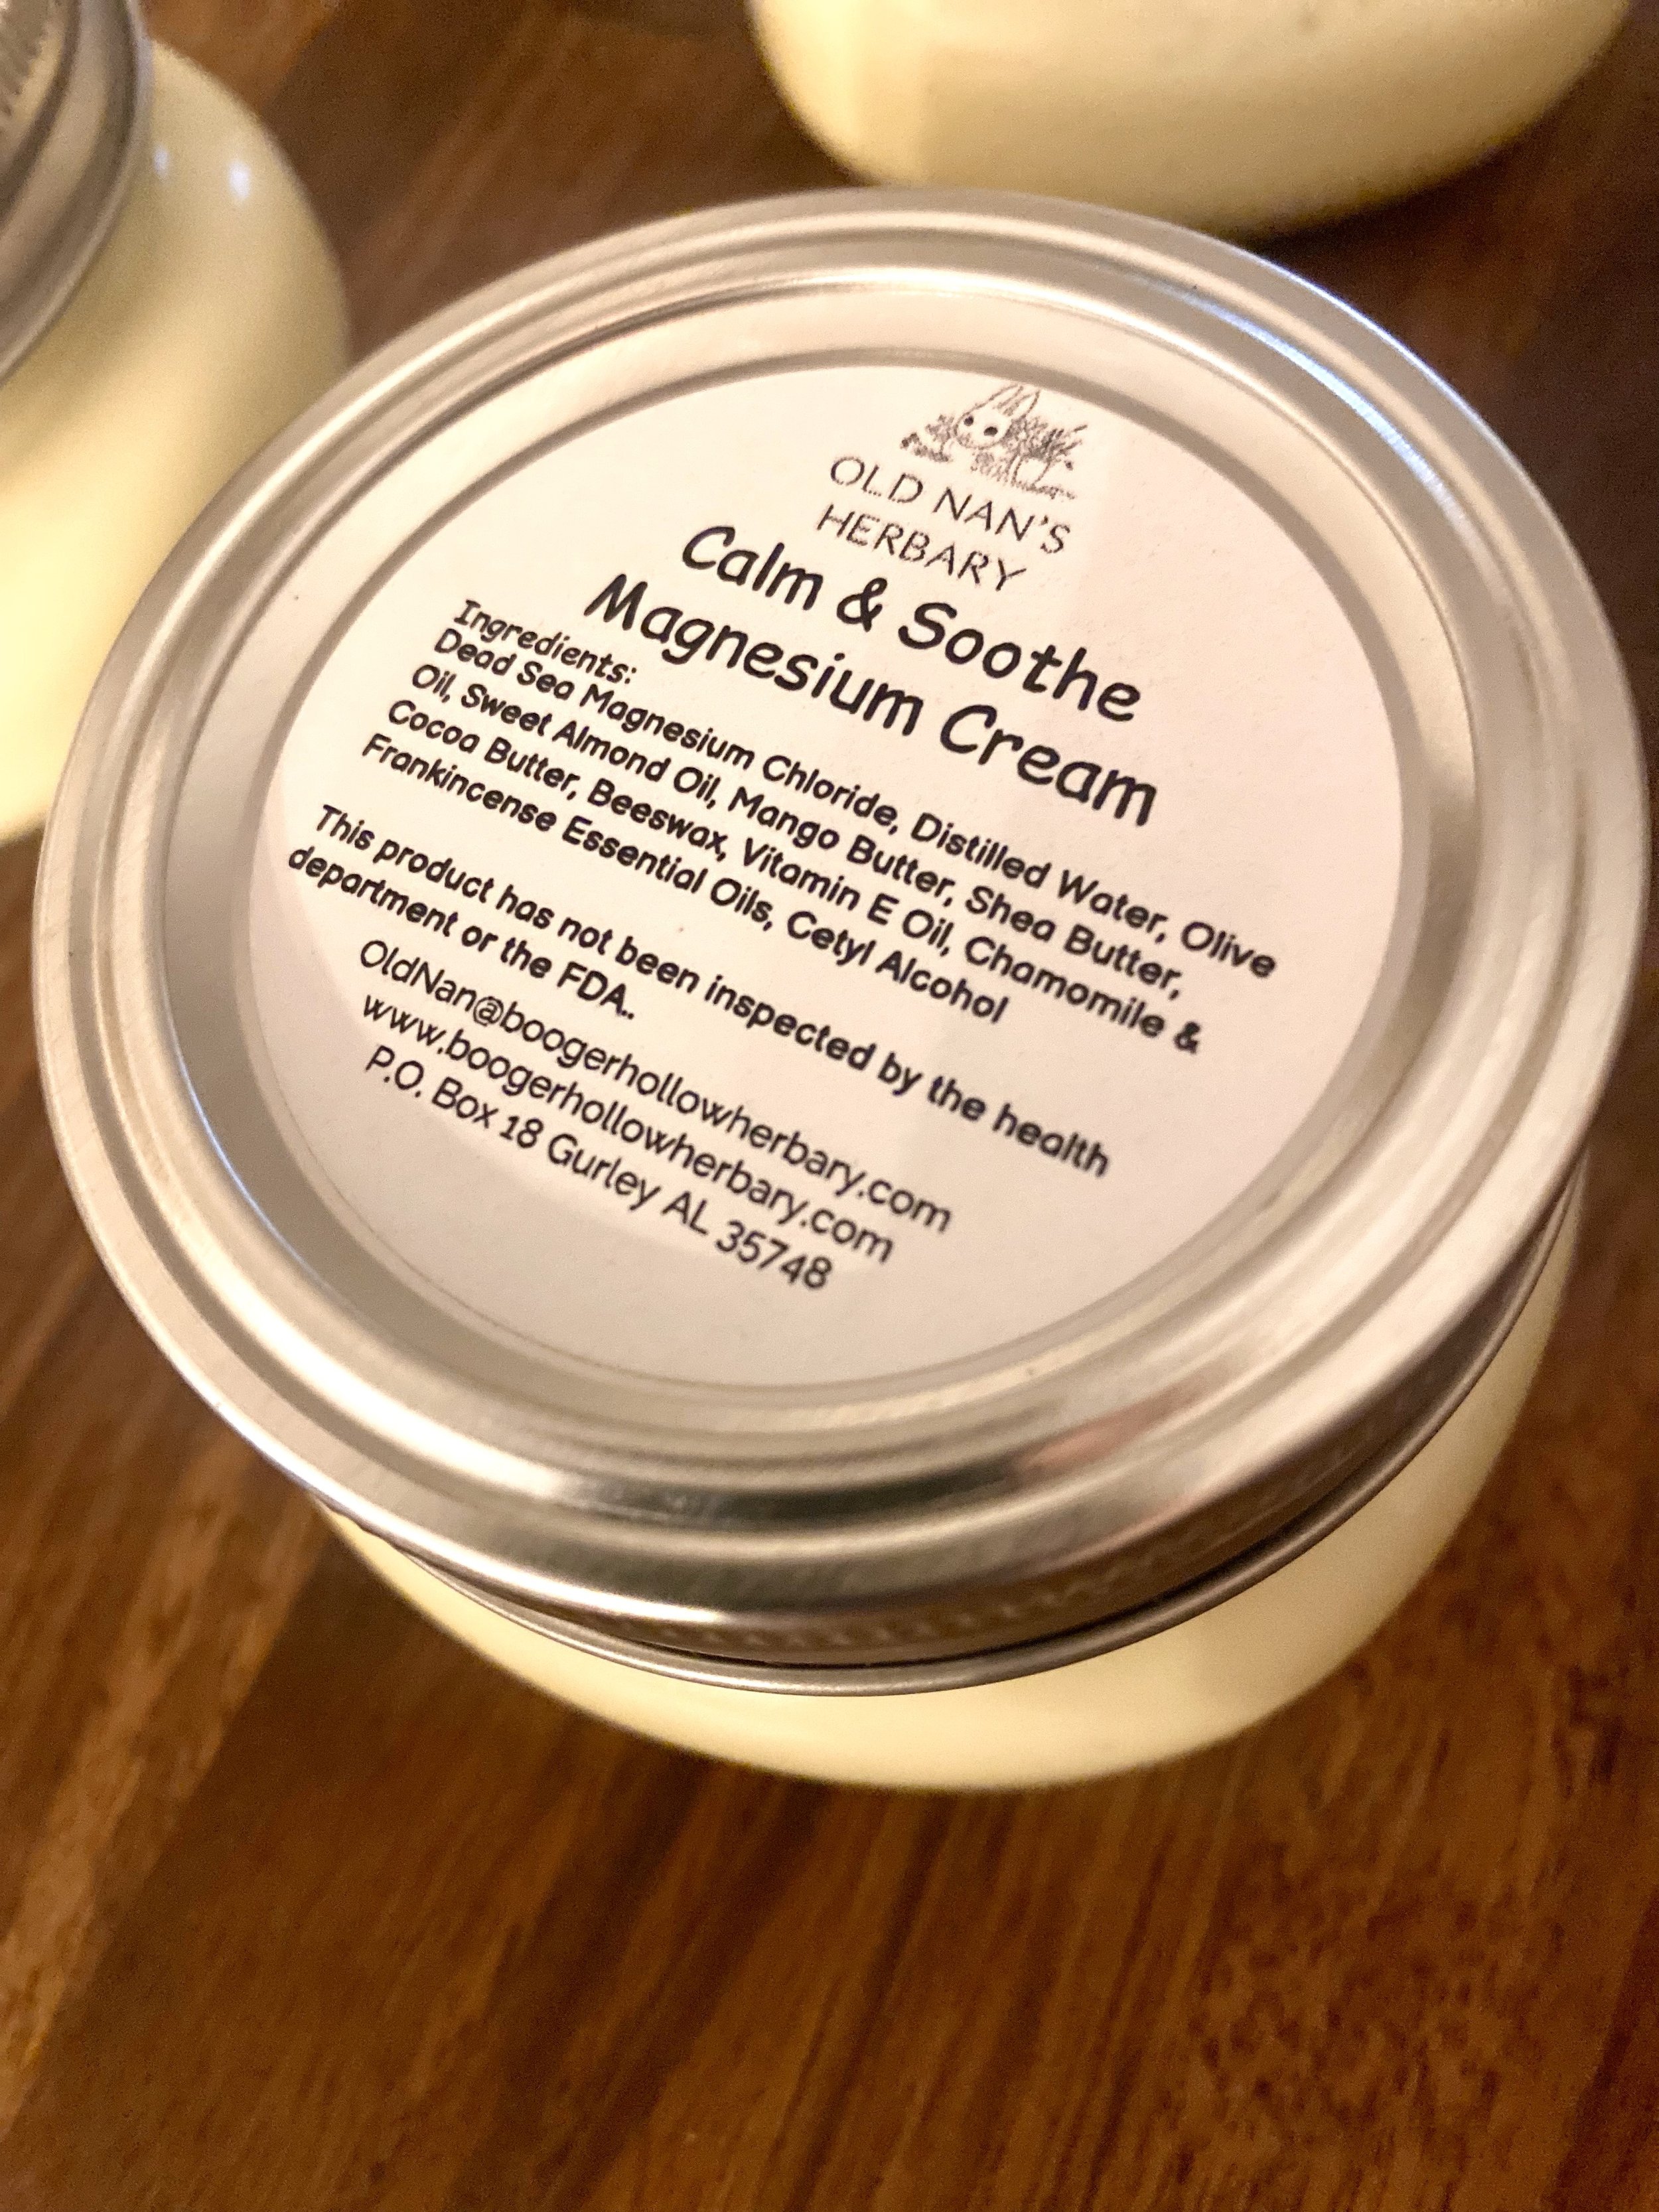 OLD NAN'S
HERBARY
Calm & Soothe
Magnesium Cream
Ingredients:
Dead Sea Magnesium Chloride, Distilled Water, Olive
Oil, Sweet Almond Oil, Mango Butter, Shea Butter,
Cocoa Butter, Beeswax, Vitamin E Oil, Chamomile &
Frankincense Essential Oils, Cetyl Alcohol
This product has not been inspected by the health
department or the FDA..
OldNan@boogerhollowherbary.com
www.boogerhollowherbary.com
P.O. Box 18 Gurley AL 35748